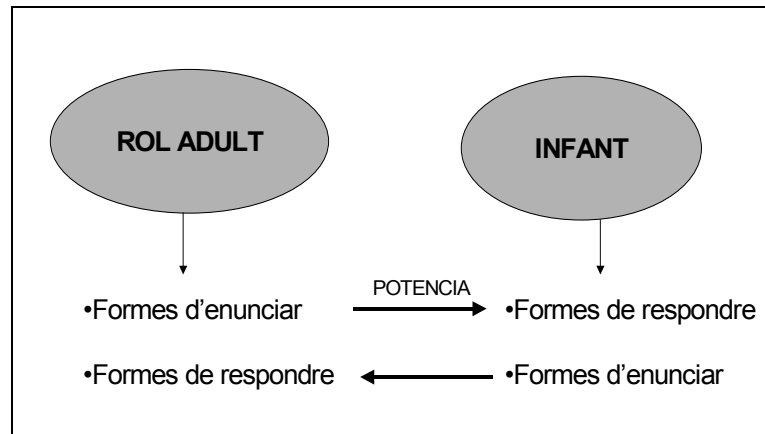 ROL ADULT
INFANT
POTENCIA
•Formes d'enunciar
•Formes de respondre
•Formes de respondre
•Formes d'enunciar